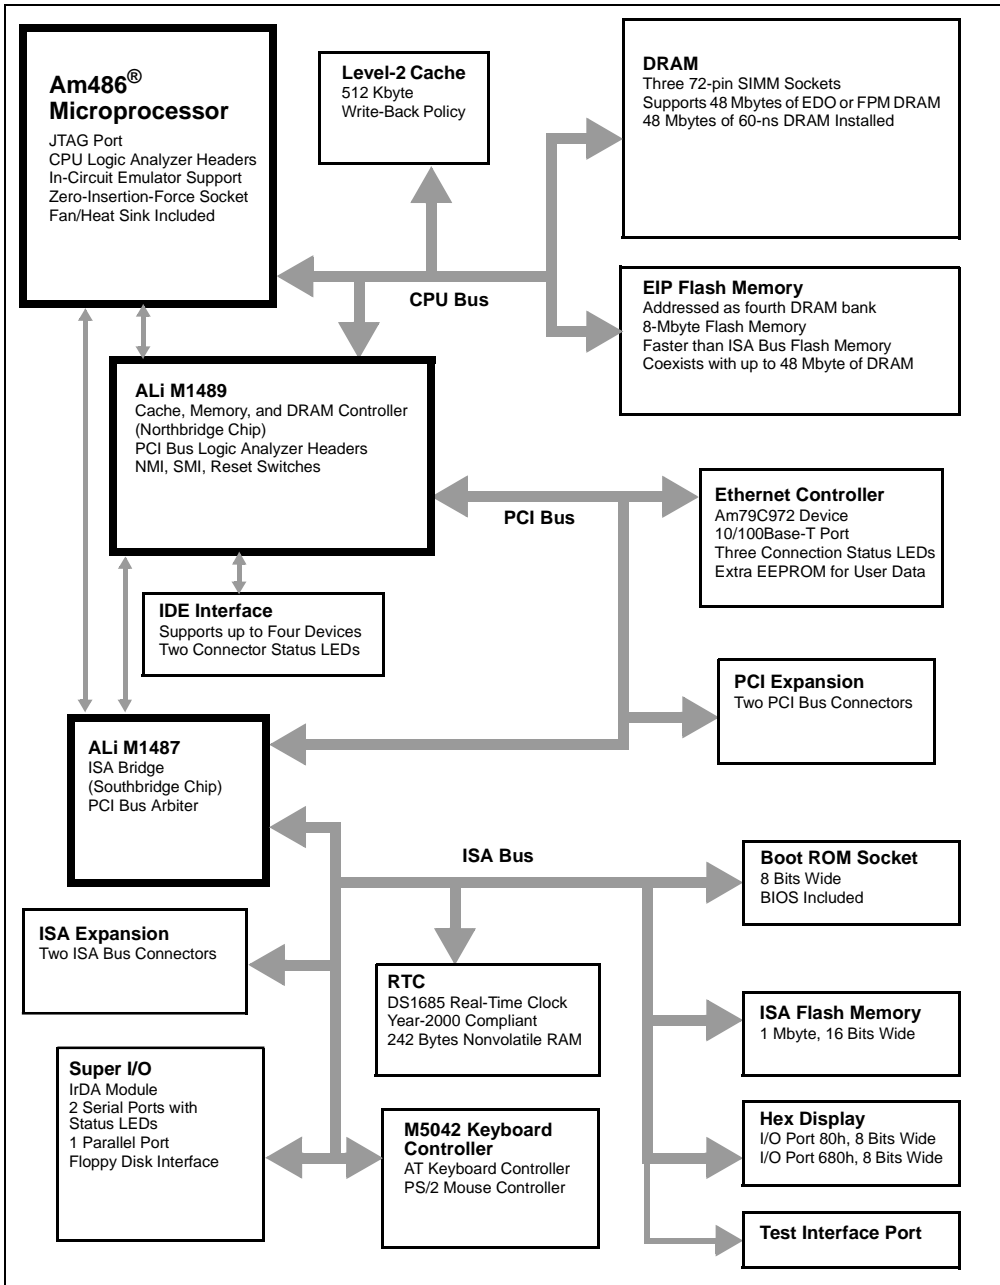 Am486®
Microprocessor
JTAG Port
CPU Logic Analyzer Headers
In-Circuit Emulator Support
Zero-Insertion-Force Socket
Fan/Heat Sink Included
Level-2 Cache
512 Kbyte
Write-Back Policy
DRAM
Three 72-pin SIMM Sockets
Supports 48 Mbytes of EDO or FPM DRAM
48 Mbytes of 60-ns DRAM Installed
CPU Bus
EIP Flash Memory
Addressed as fourth DRAM bank
8-Mbyte Flash Memory
Faster than ISA Bus Flash Memory
Coexists with up to 48 Mbyte of DRAM
ALi M1489
Cache, Memory, and DRAM Controller
(Northbridge Chip)
PCI Bus Logic Analyzer Headers
NMI, SMI, Reset Switches
PCI Bus
Ethernet Controller
Am79C972 Device
10/100Base-T Port
Three Connection Status LEDs
Extra EEPROM for User Data
IDE Interface
Supports up to Four Devices
Two Connector Status LEDs
PCI Expansion
Two PCI Bus Connectors
ALi M1487
ISA Bridge
(Southbridge Chip)
PCI Bus Arbiter
ISA Bus
Boot ROM Socket
8 Bits Wide
BIOS Included
ISA Expansion
Two ISA Bus Connectors
RTC
DS1685 Real-Time Clock
Year-2000 Compliant
242 Bytes Nonvolatile RAM
ISA Flash Memory
1 Mbyte, 16 Bits Wide
Super I/O
IrDA Module
2 Serial Ports with
Status LEDs
1 Parallel Port
Floppy Disk Interface
M5042 Keyboard
Controller
AT Keyboard Controller
PS/2 Mouse Controller
Hex Display
I/O Port 80h, 8 Bits Wide
I/O Port 680h, 8 Bits Wide
Test Interface Port